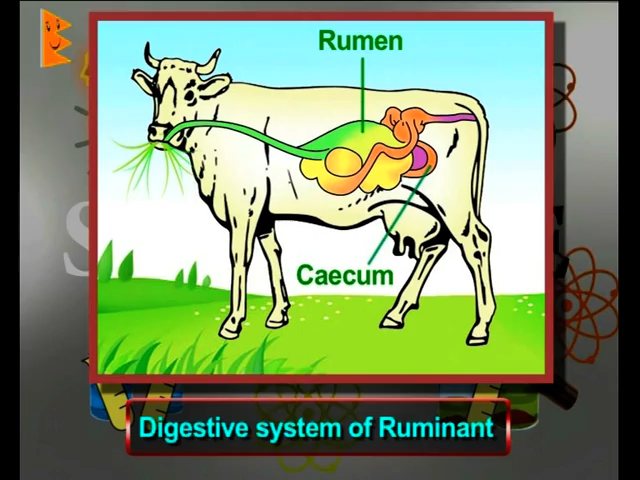 Rumen
Caecum
Digestive system of Ruminant